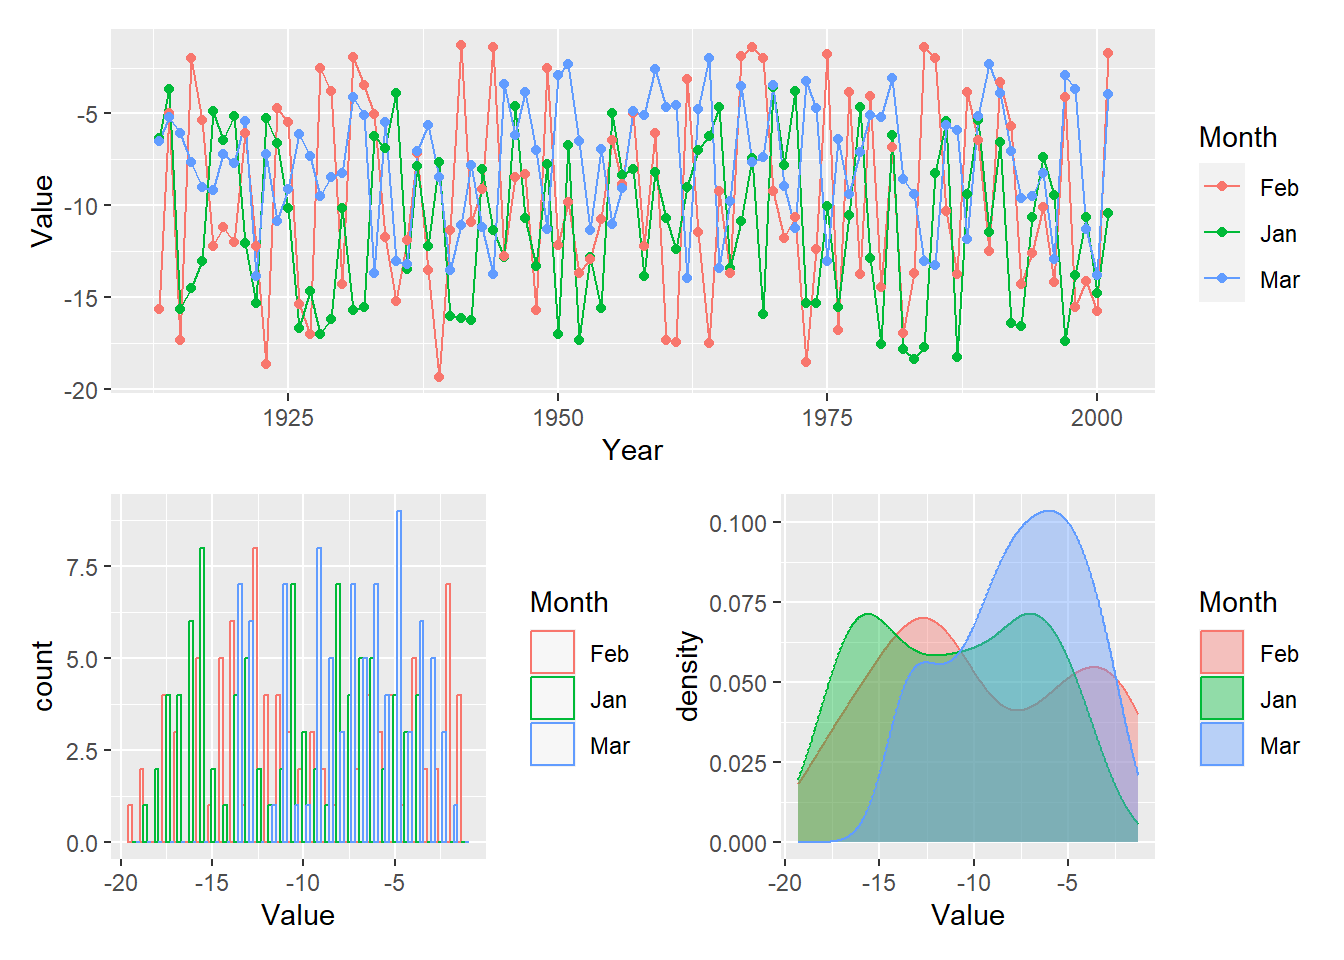 Value
-5
-10
-15
-20
1925 1950 1975 2000
Year
Month
Feb
Jan
Mar
count
7.5
5.0
2.5
0.0
-20 -15 -10 -5
Value
Month
Feb
Jan
Mar
density
0.100
0.075
0.050
0.025
0.000
-20 -15 -10 -5
Value
Month
Feb
Jan
Mar